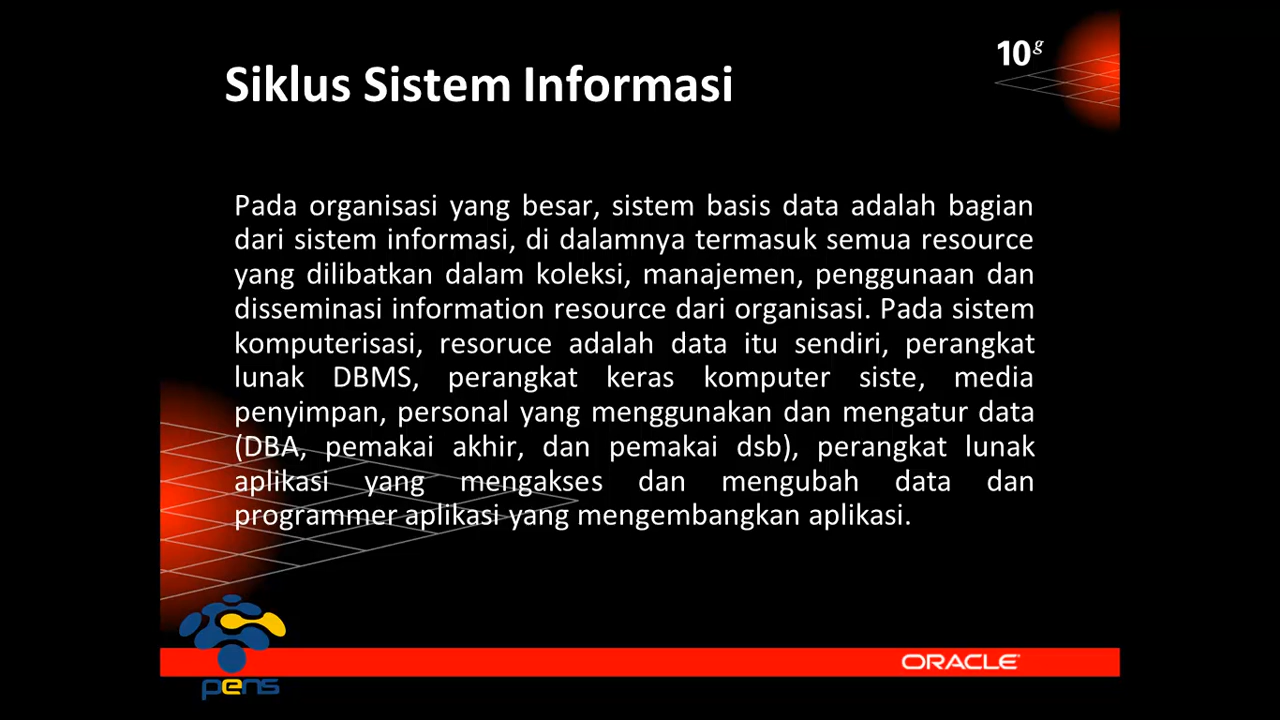 10g
Siklus Sistem Informasi
Pada organisasi yang besar, sistem basis data adalah bagian
dari sistem informasi, di dalamnya termasuk semua resource
yang dilibatkan dalam koleksi, manajemen, penggunaan dan
disseminasi information resource dari organisasi. Pada sistem
komputerisasi, resoruce adalah data itu sendiri, perangkat
lunak DBMS, perangkat keras komputer siste, media
penyimpan, personal yang menggunakan dan mengatur data
(DBA, pemakai akhir, dan pemakai dsb), perangkat lunak
aplikasi yang mengakses dan mengubah data dan
programmer aplikasi yang mengembangkan aplikasi.
ORACLE
pens